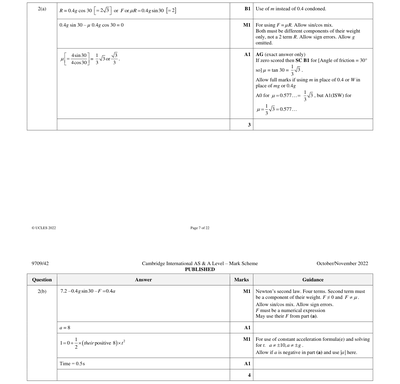 2(a)
R = 0.4g cos 30 [= 2√3] or F or μR = 0.4g sin 30 [= 2]
B1
Use of m instead of 0.4 condoned.
0.4g sin 30 – μ 0.4g cos 30 = 0
M1
For using F = μR. Allow sin/cos mix.
Both must be different components of their weight
only, not a 2 term R. Allow sign errors. Allow g
omitted.
μ [= 4 sin 30 / 4 cos 30] = 1/3 √3 or √3/3.
A1
AG (exact answer only)
If zero scored then SC B1 for [Angle of friction = 30°
so] μ = tan 30 = 1/3 √3.
Allow full marks if using m in place of 0.4 or W in
place of mg or 0.4g
A0 for μ = 0.577... = 1/3 √3, but A1(ISW) for
μ = 1/3 √3 = 0.577...
3
© UCLES 2022
Page 7 of 22
9709/42
Cambridge International AS & A Level – Mark Scheme
October/November 2022
PUBLISHED
Question
Answer
Marks
Guidance
2(b)
7.2 – 0.4g sin 30 – F = 0.4a
M1
Newton's second law. Four terms. Second term must
be a component of their weight. F ≠ 0 and F ≠ μ.
Allow sin/cos mix. Allow sign errors.
F must be a numerical expression
May use their F from part (a).
a = 8
A1
1 = 0 + 1/2 × (their positive 8) × t²
M1
For use of constant acceleration formula(e) and solving
for t. a ≠ ±10, a ≠ ±g.
Allow if a is negative in part (a) and use |a| here.
Time = 0.5 s
A1
4